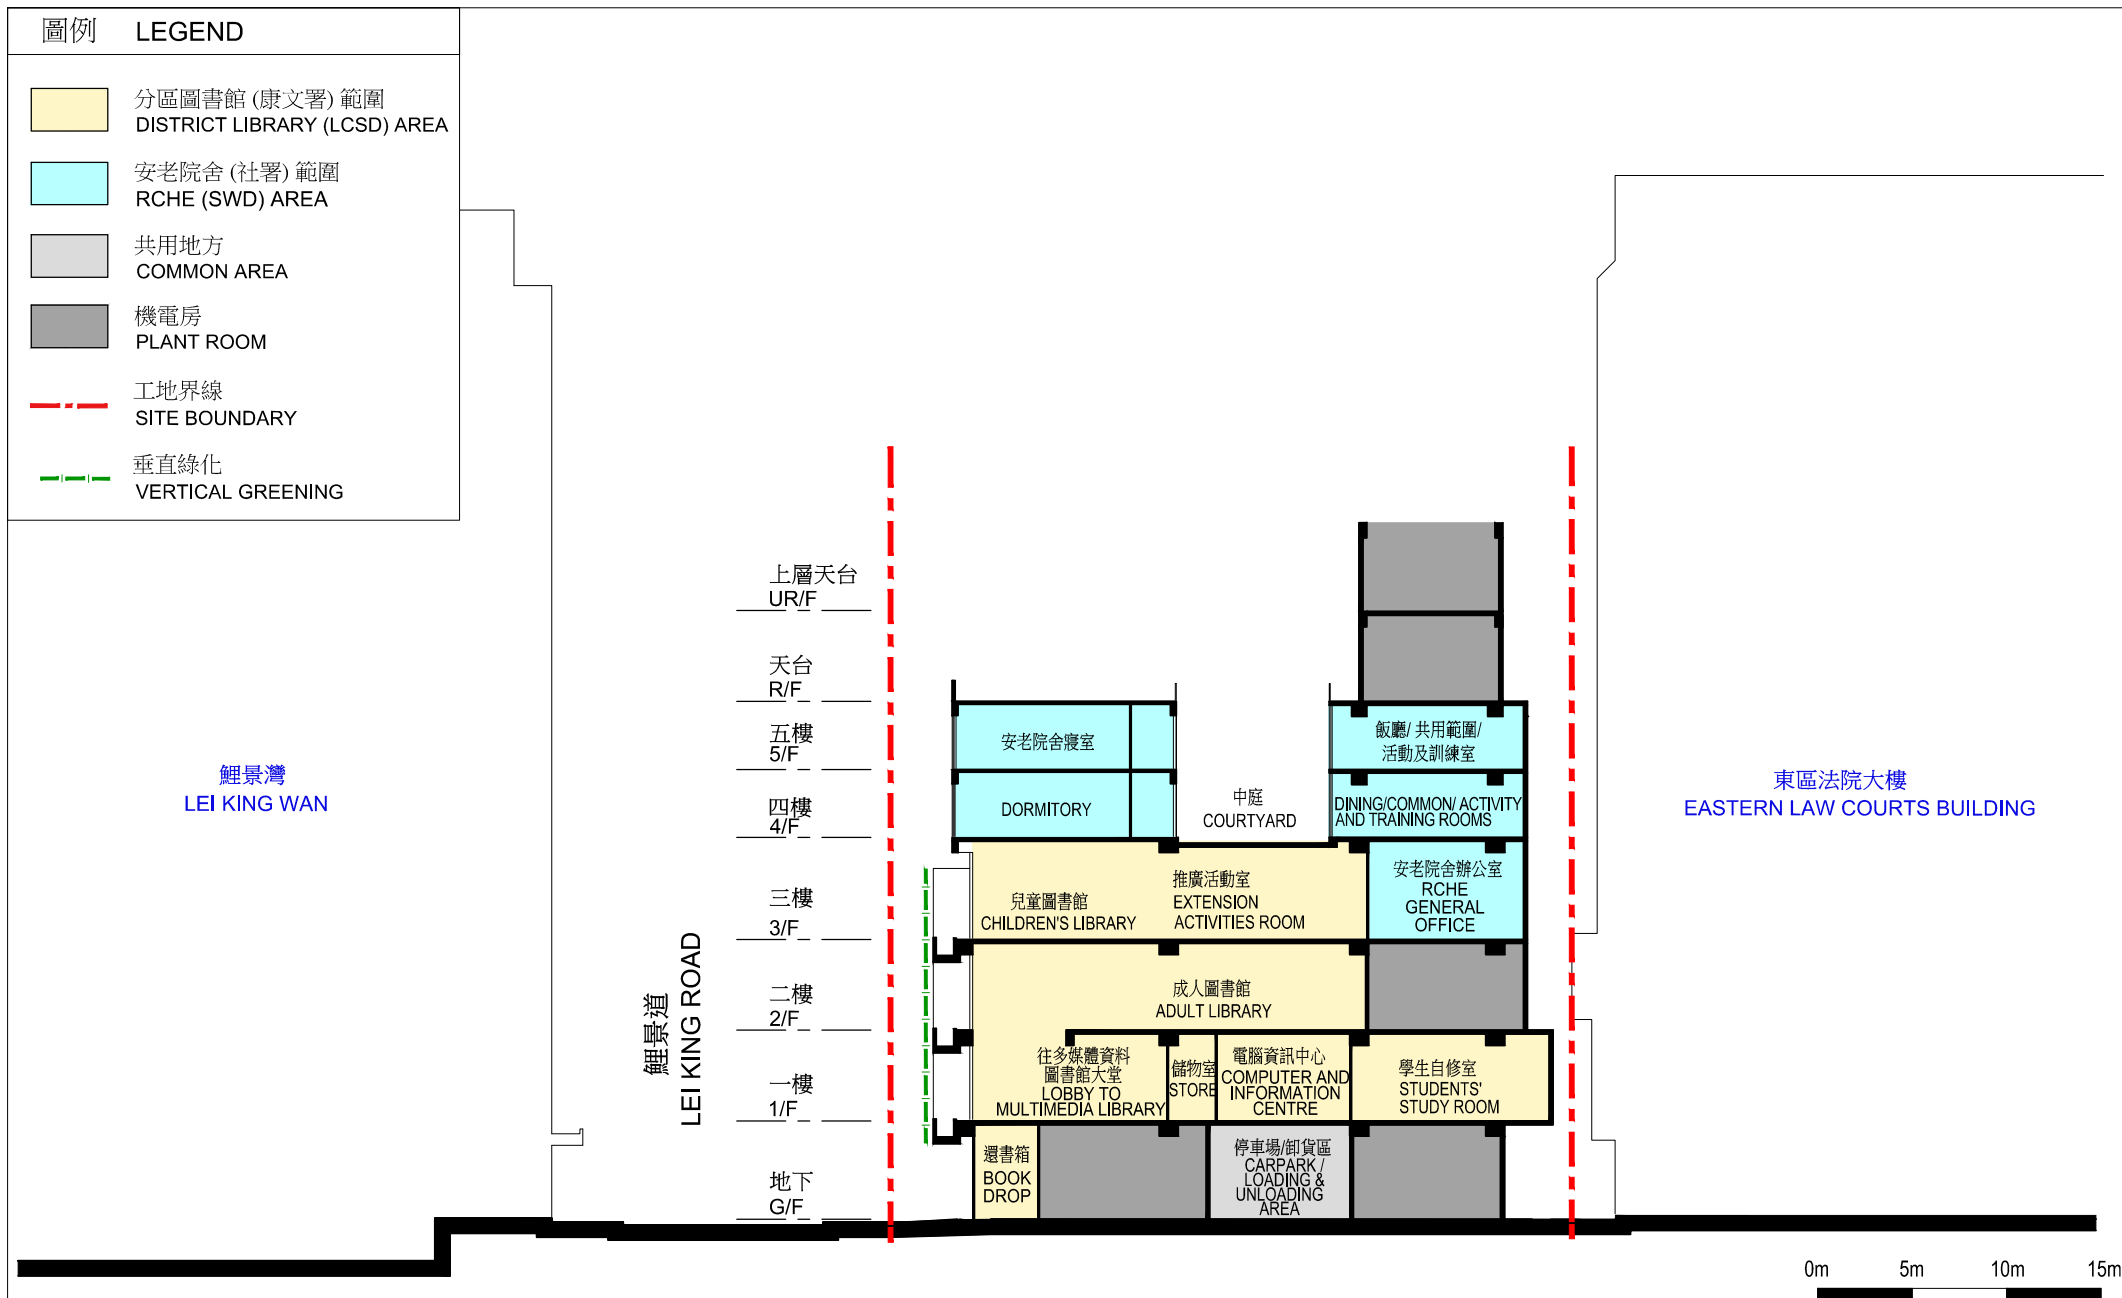 圖例 LEGEND
分區圖書館 (康文署) 範圍
DISTRICT LIBRARY (LCSD) AREA
安老院舍 (社署) 範圍
RCHE (SWD) AREA
共用地方
COMMON AREA
機電房
PLANT ROOM
工地界線
SITE BOUNDARY
垂直綠化
VERTICAL GREENING
上層天台
UR/F
天台
R/F
五樓
5/F
四樓
4/F
三樓
3/F
二樓
2/F
一樓
1/F
地下
G/F
鯉景灣
LEI KING WAN
鯉景道
LEI KING ROAD
安老院舍寢室
DORMITORY
中庭
COURTYARD
飯廳/ 共用範圍/
活動及訓練室
DINING/COMMON/ ACTIVITY
AND TRAINING ROOMS
兒童圖書館
CHILDREN'S LIBRARY
推廣活動室
EXTENSION
ACTIVITIES ROOM
安老院舍辦公室
RCHE
GENERAL
OFFICE
成人圖書館
ADULT LIBRARY
往多媒體資料
圖書館大堂
LOBBY TO
MULTIMEDIA LIBRARY
儲物室
STORE
電腦資訊中心
COMPUTER AND
INFORMATION
CENTRE
學生自修室
STUDENTS'
STUDY ROOM
還書箱
BOOK
DROP
停車場/卸貨區
CARPARK /
LOADING &
UNLOADING
AREA
東區法院大樓
EASTERN LAW COURTS BUILDING
0m 5m 10m 15m